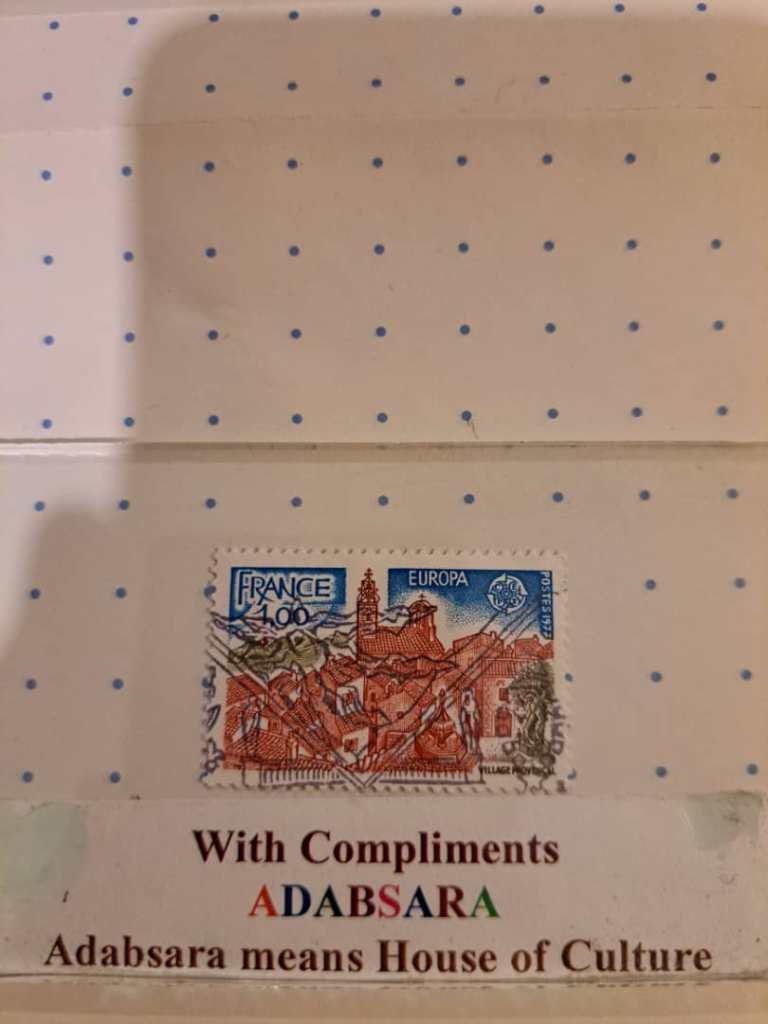 FRANCE
1,00
EUROPA
POSTES 1977
VILLAGE PROVENÇAL
With Compliments
ADABSARA
Adabsara means House of Culture